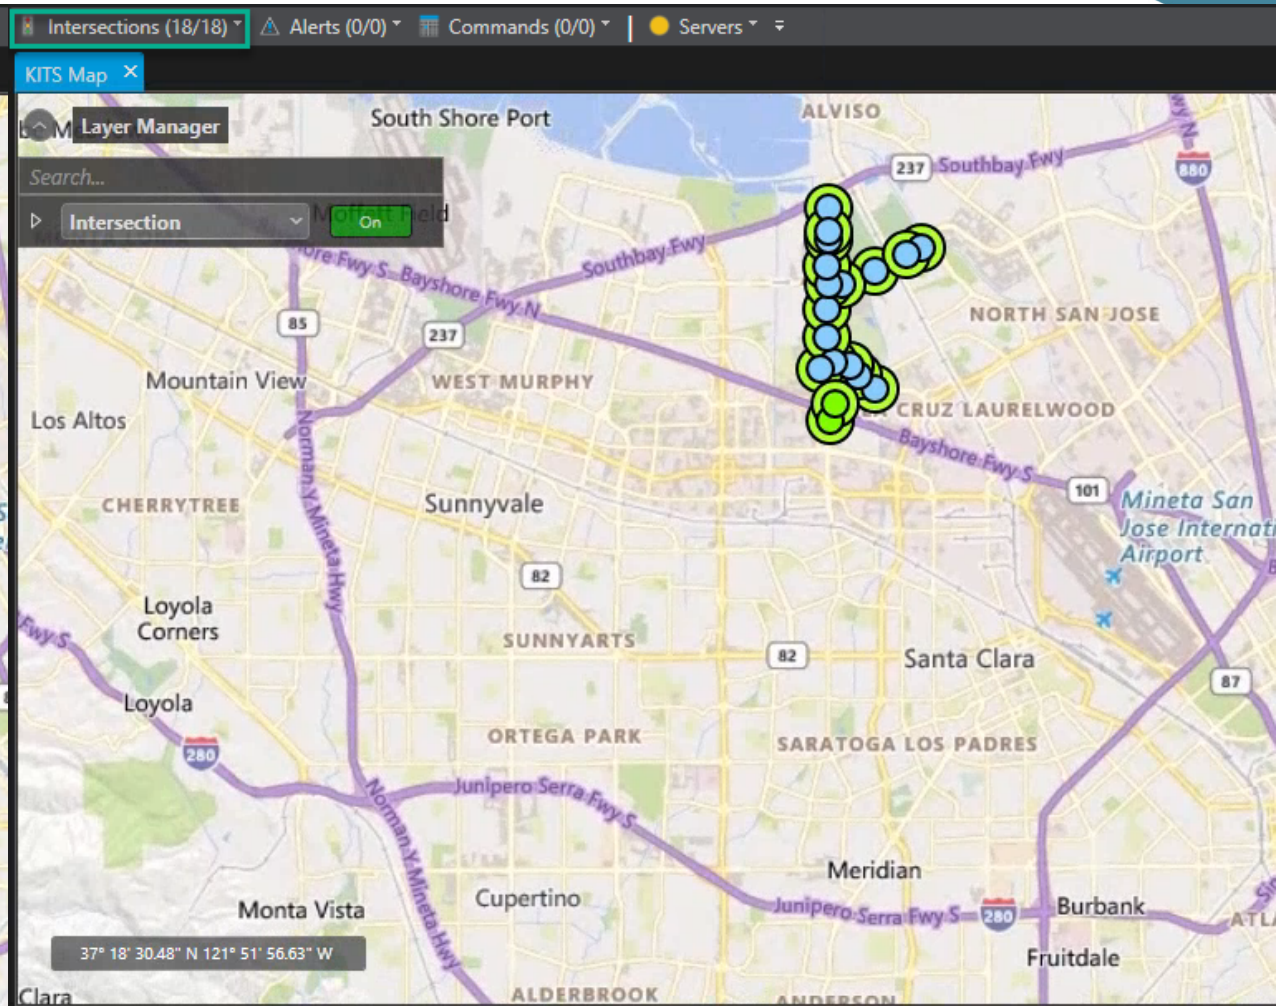 Intersections (18/18)
Alerts (0/0)
Commands (0/0)
Servers
KITS Map
Layer Manager
Search...
Intersection
On
South Shore Port
ALVISO
237
Southbay Fwy
880
Southbay Fwy
Bayshore Fwy N
85
237
NORTH SAN JOSE
Mountain View
WEST MURPHY
Los Altos
CRUZ LAURELWOOD
Bayshore Fwy S
101
Mineta San
Jose Internati
Airport
CHERRYTREE
Sunnyvale
Norman Y Mineta Hwy
82
Loyola
Corners
Fwy S
SUNNYARTS
82
Santa Clara
87
Loyola
ORTEGA PARK
SARATOGA LOS PADRES
280
Junipero Serra Fwy S
Norman Y Mineta Hwy
Meridian
Cupertino
Monta Vista
Junipero Serra Fwy S
280
Burbank
Fruitdale
37° 18' 30.48" N 121° 51' 56.63" W
Clara
ALDERBROOK
ANDERSON